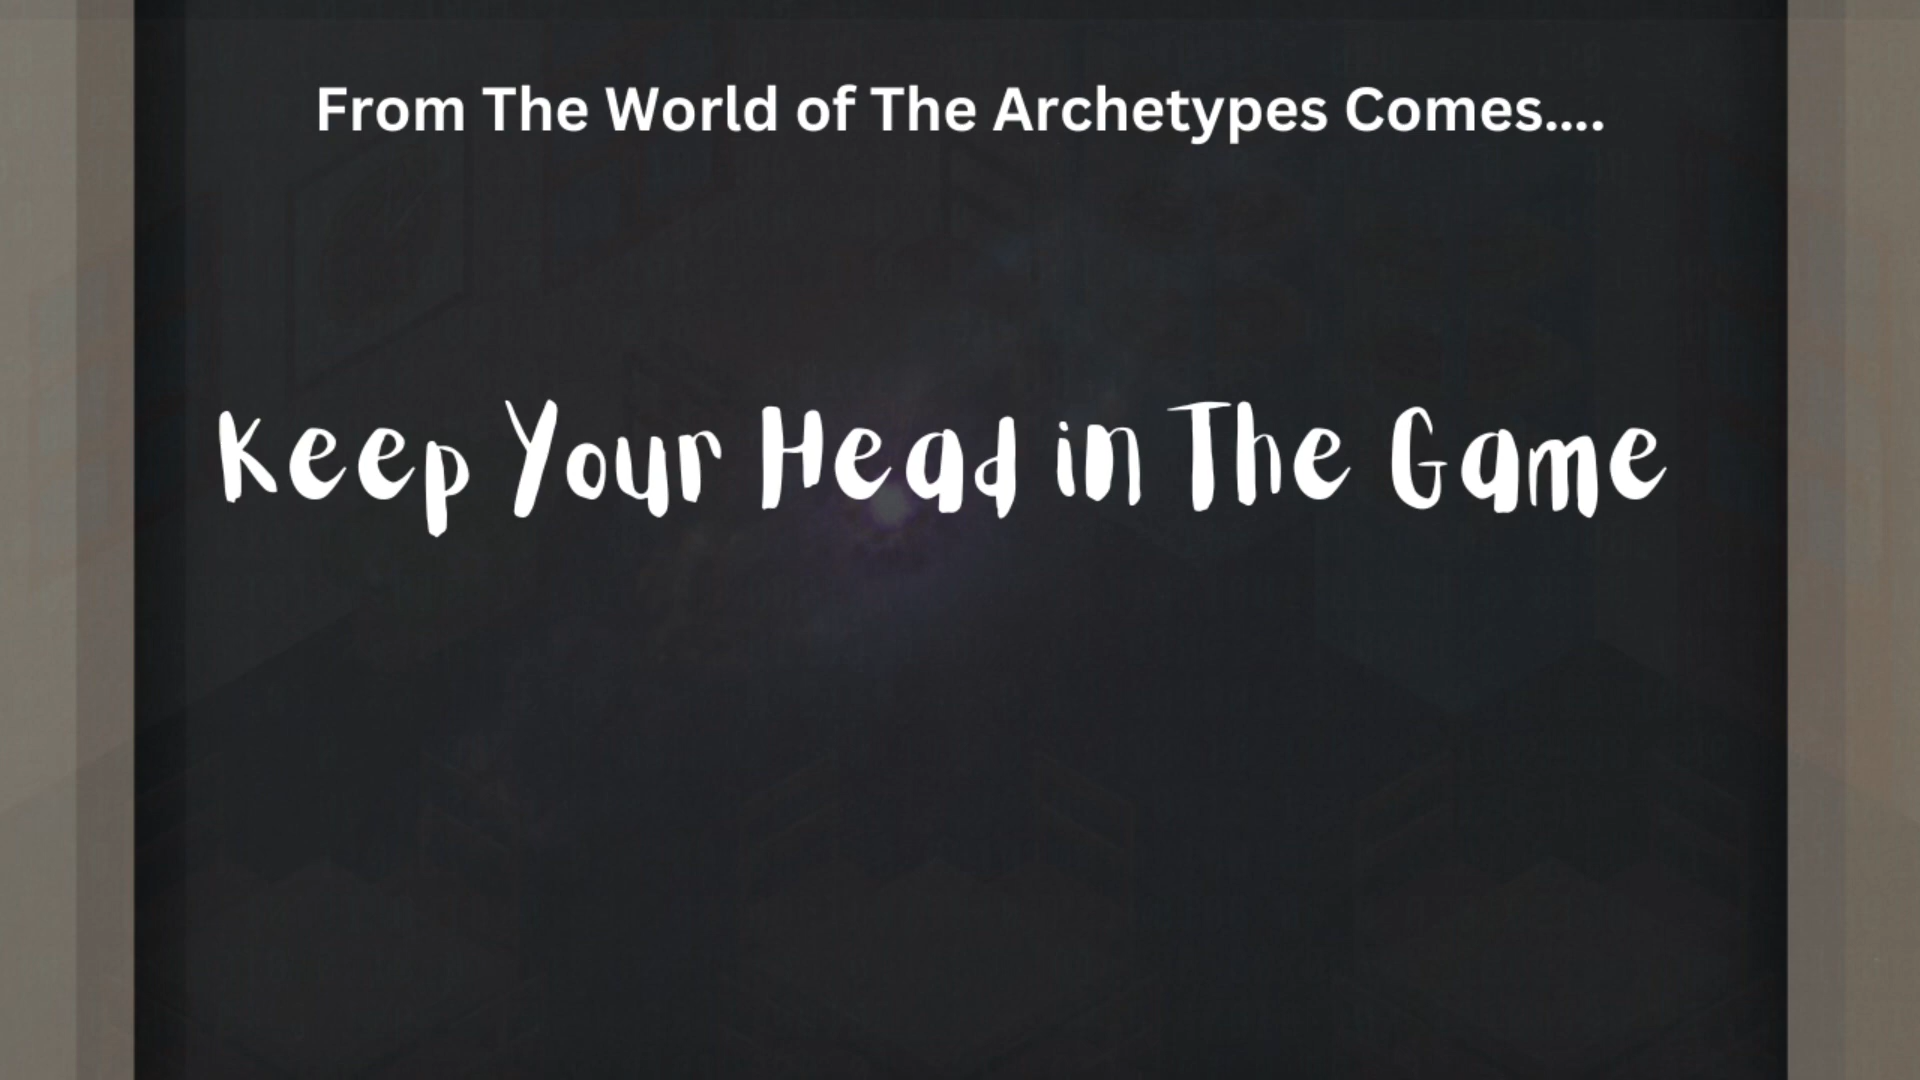 From The World of The Archetypes Comes....
Keep Your Head in The Game